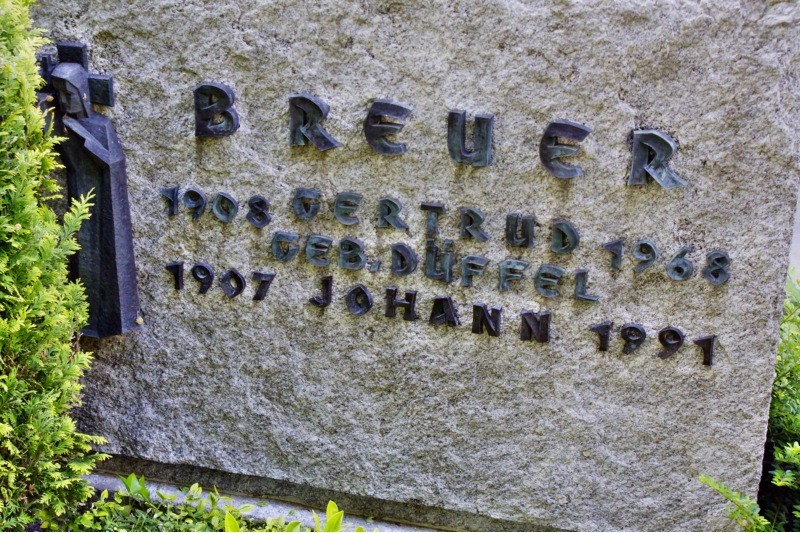 BREUER
1908 GERTRUD 1968
GEB. DÜFFEL
1907 JOHANN 1991